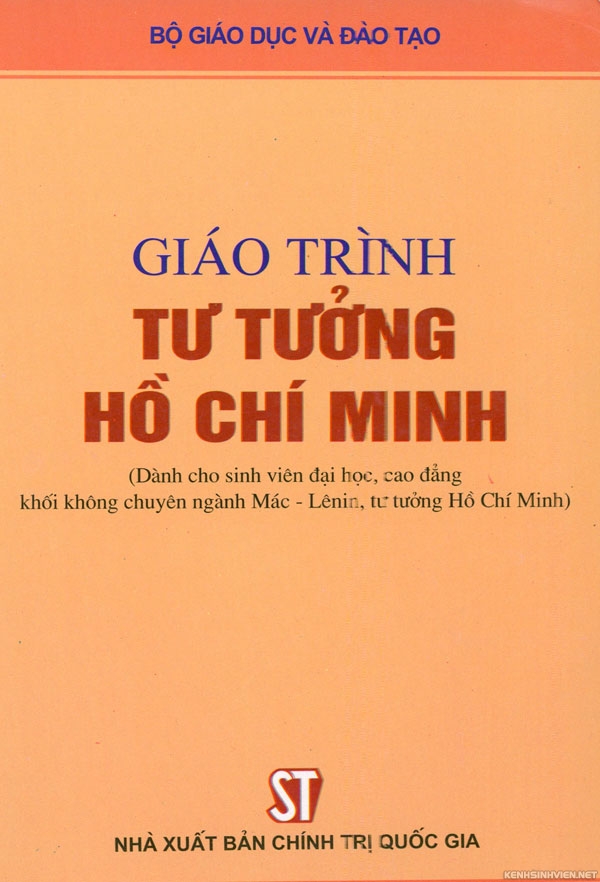 BỘ GIÁO DỤC VÀ ĐÀO TẠO
GIÁO TRÌNH
TƯ TƯỞNG
HỒ CHÍ MINH
(Dành cho sinh viên đại học, cao đẳng
khối không chuyên ngành Mác - Lênin, tư tưởng Hồ Chí Minh)
ST
NHÀ XUẤT BẢN CHÍNH TRỊ QUỐC GIA
KENHSINHVIEN.NET